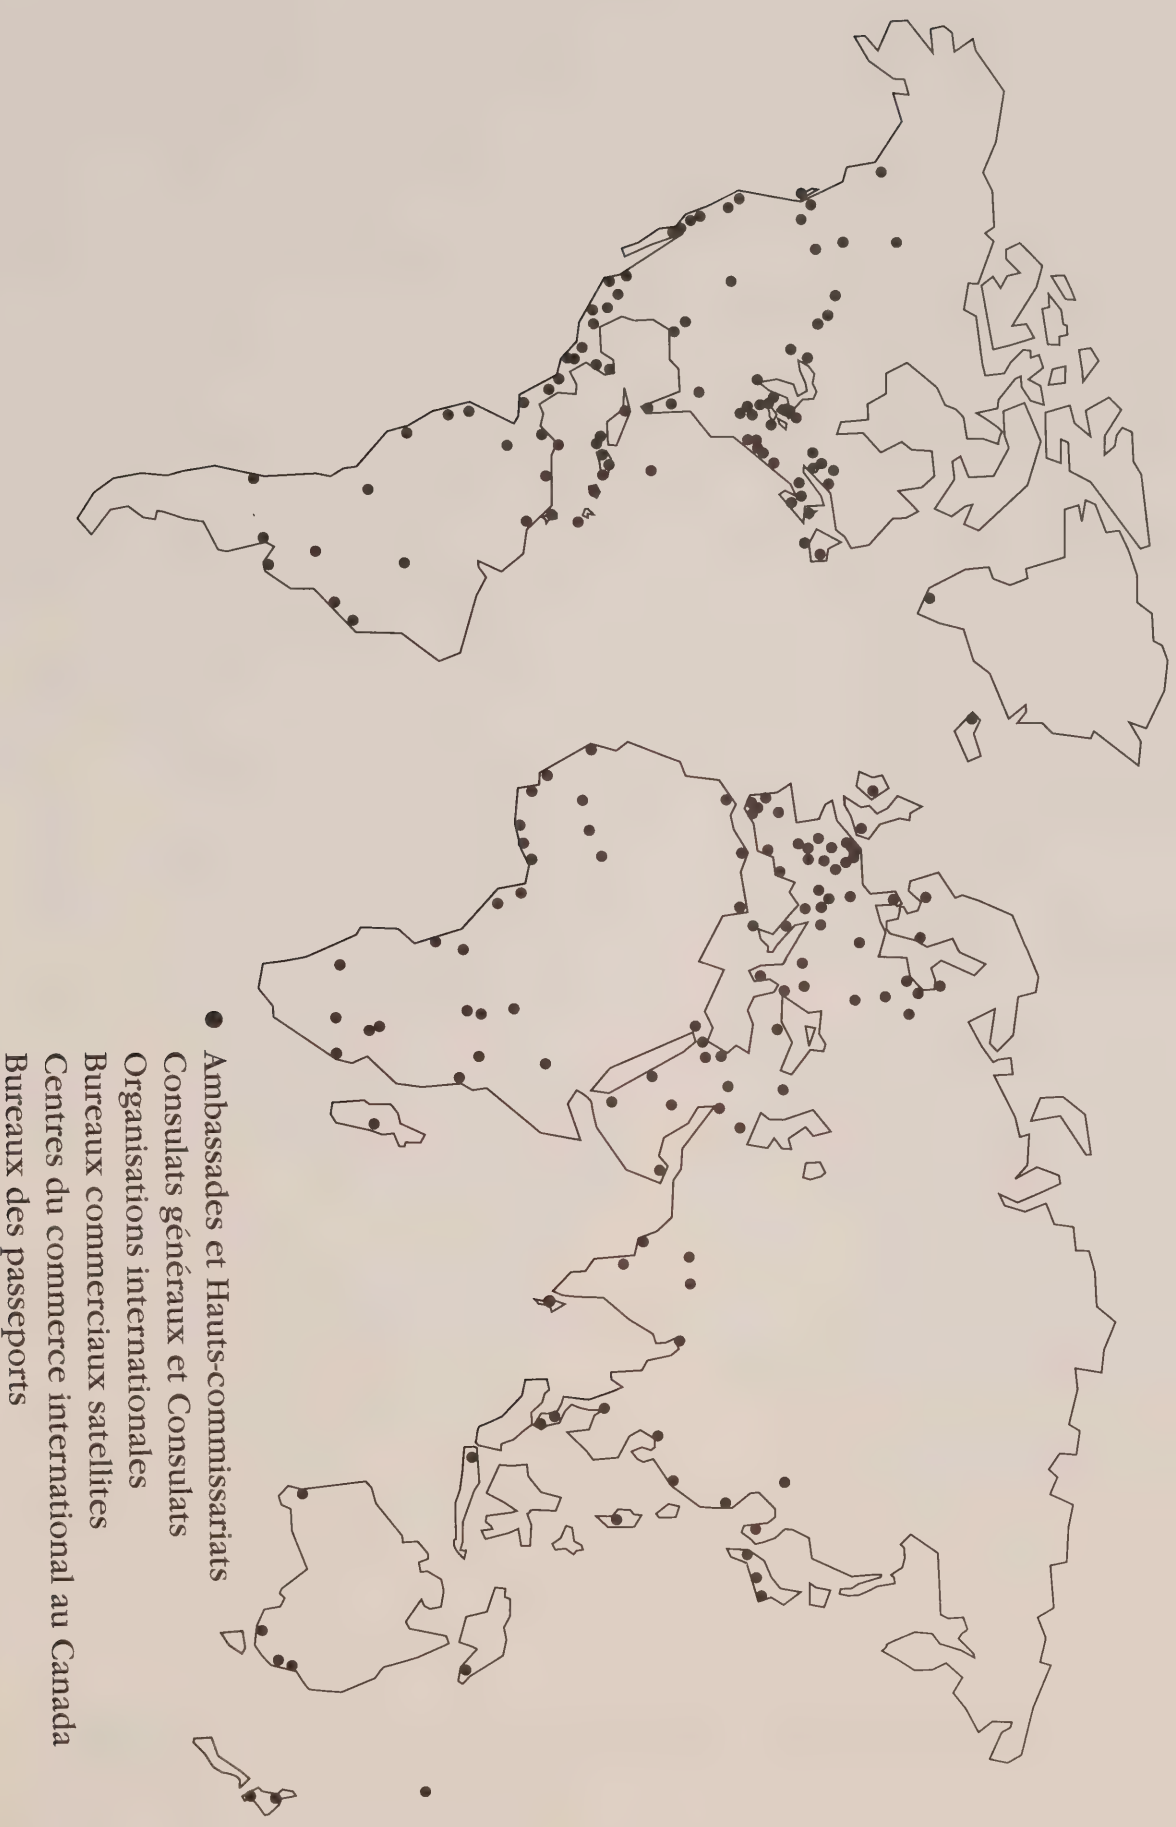 ● Ambassades et Hauts-commissariats
Consulats généraux et Consulats
Organisations internationales
Bureaux commerciaux satellites
Centres du commerce international au Canada
Bureaux des passeports